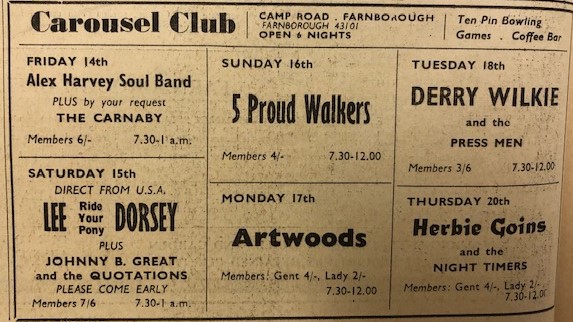 Carousel Club
CAMP ROAD . FARNBOROUGH
FARNBOROUGH 43101
OPEN 6 NIGHTS
Ten Pin Bowling
Games . Coffee Bar
FRIDAY 14th
Alex Harvey Soul Band
PLUS by your request
THE CARNABY
Members 6/- 7.30-1 a.m.
SATURDAY 15th
DIRECT FROM U.S.A.
LEE Ride Your Pony DORSEY
PLUS
JOHNNY B. GREAT
and the QUOTATIONS
PLEASE COME EARLY
Members 7/6 7.30-1 a.m.
SUNDAY 16th
5 Proud Walkers
Members 4/- 7.30-12.00
MONDAY 17th
Artwoods
Members: Gent 4/-, Lady 2/-
7.30-12.00
TUESDAY 18th
DERRY WILKIE
and the
PRESS MEN
Members 3/6 7.30-12.00
THURSDAY 20th
Herbie Goins
and the
NIGHT TIMERS
Members: Gent 4/-, Lady 2/-
7.30-12.00